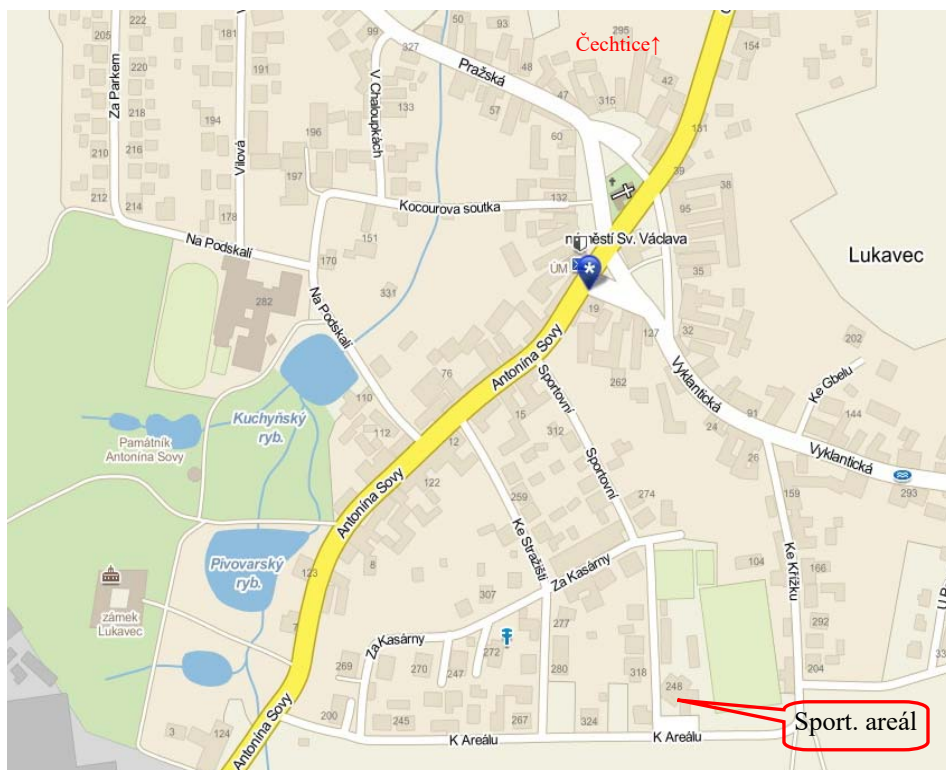 205
222
220
218
216
210
212
214
Za Parkem
181
186
191
194
178
Vilová
196
197
99
327
133
V Chaloupkách
50
93
48
47
57
60
Pražská
295
Čechtice↑
315
154
131
39
38
95
35
32
132
Kocourova soutka
151
170
331
Na Podskalí
Na Podskalí
282
náměstí Sv. Václava
ÚM
19
127
262
Lukavec
202
Ke Gbelu
144
91
24
26
Vyklantická
Vyklantická
293
Antonína Sovy
76
15
312
Sportovní
Sportovní
274
110
112
12
122
Kuchyňský
ryb.
Památník
Antonína Sovy
Antonína Sovy
259
Ke Stražišti
Za Kasárny
159
104
166
Ke Křížku
292
204
Pivovarský
ryb.
123
8
7
zámek
Lukavec
307
272
277
280
Za Kasárny
269
270
247
318
248
200
245
267
324
3
124
K Areálu
K Areálu
Antonína Sovy
Sport. areál